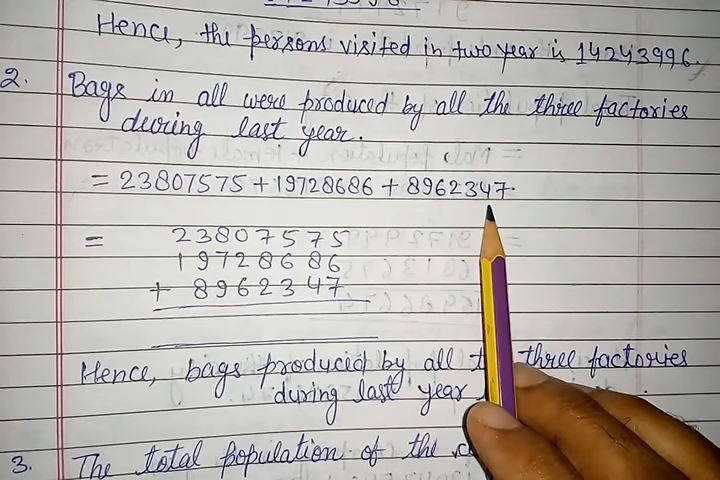 Hence, the persons visited in two year is 14243996.
2. Bags in all were produced by all the three factories
during last year.
= 23807575 + 19728686 + 8962347.
= 23807575
19728686
+ 8962347
Hence, bags produced by all three factories
during last year
3. The total population of the